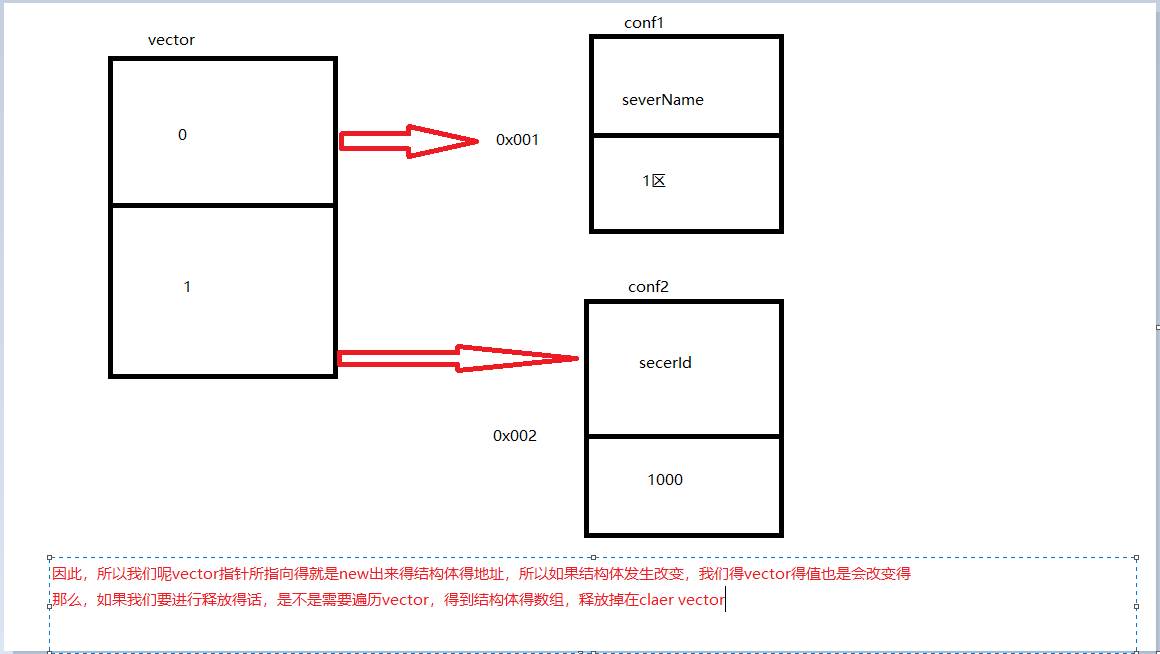 vector
conf1
0
0x001
severName
1区
1
conf2
secerId
0x002
1000
因此，所以我们呢vector指针所指向得就是new出来得结构体得地址，所以如果结构体发生改变，我们得vector得值也是会改变得
那么，如果我们要进行释放得话，是不是需要遍历vector，得到结构体得数组，释放掉在claer vector